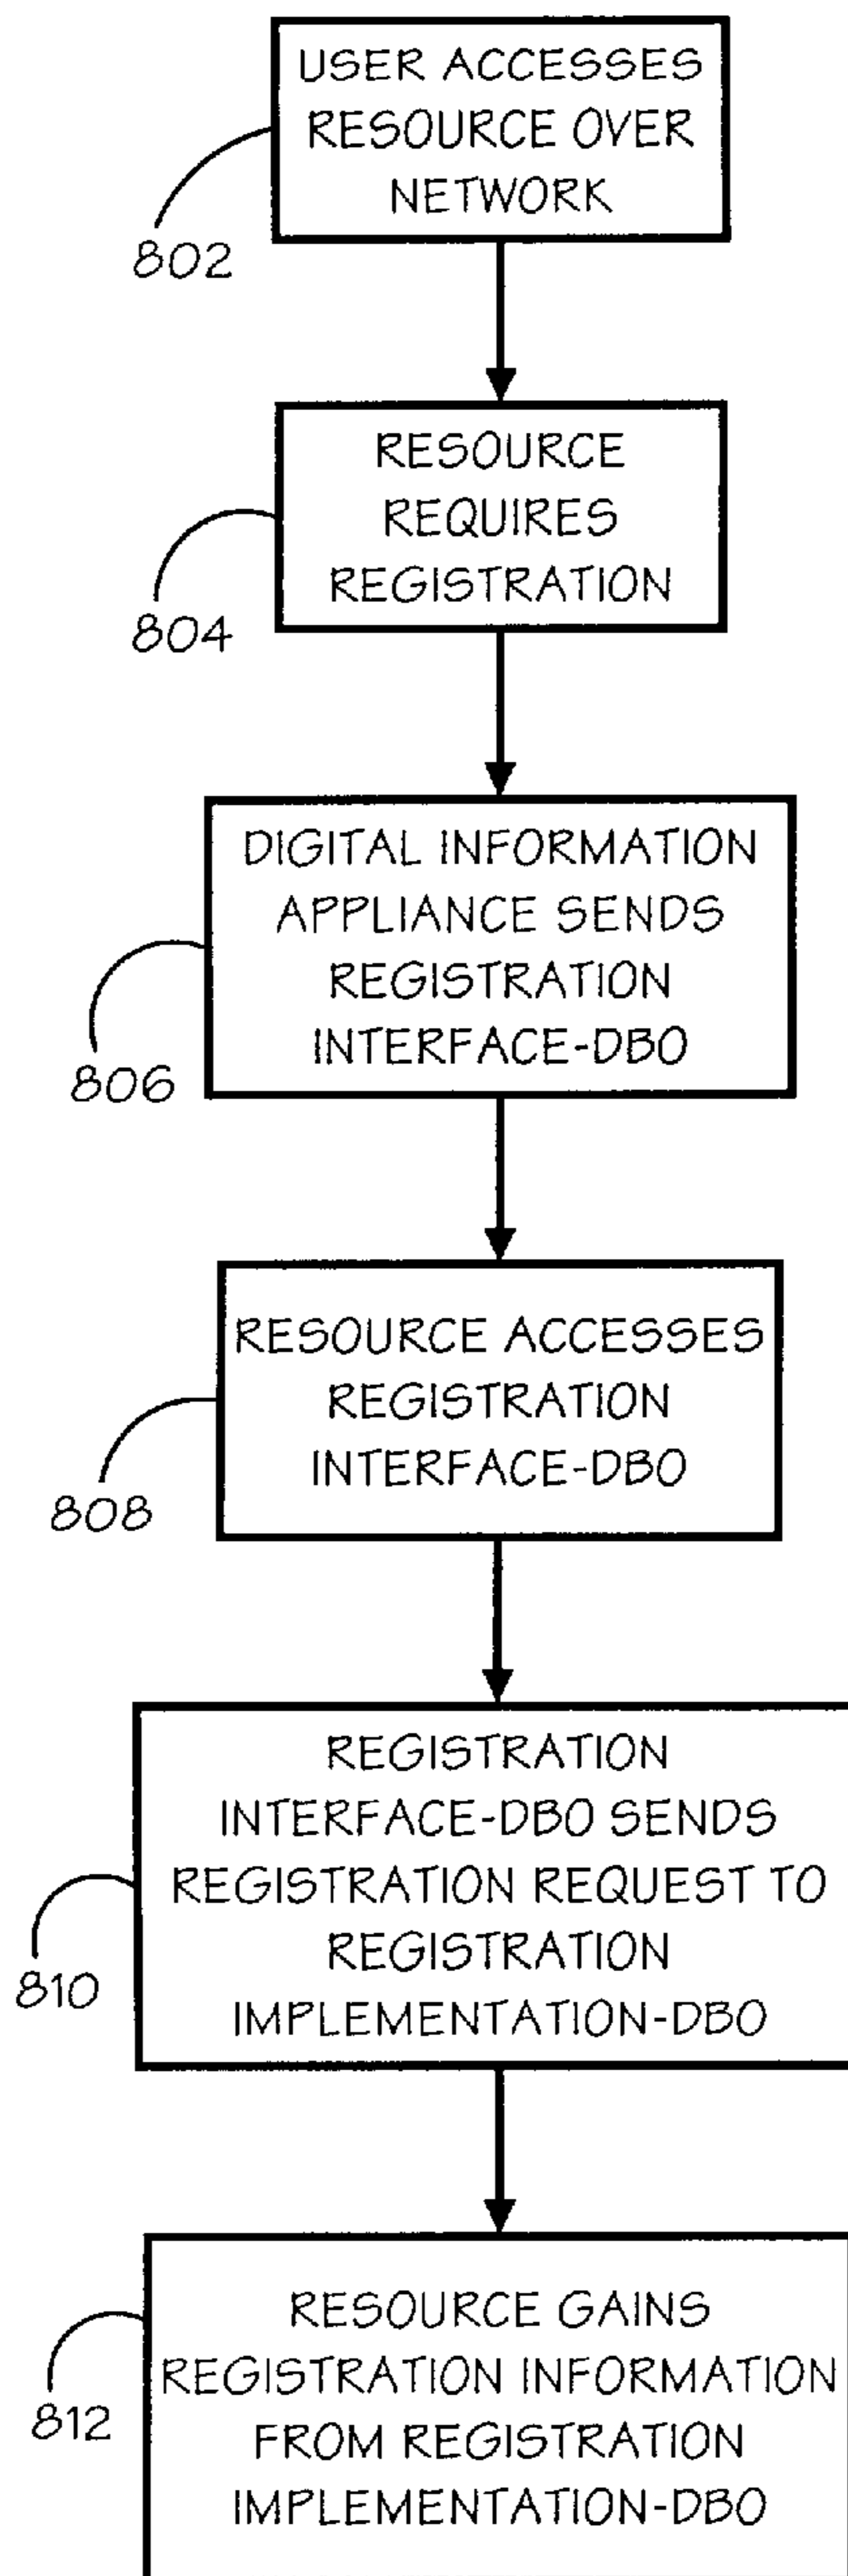 USER ACCESSES
RESOURCE OVER
NETWORK
802
RESOURCE
REQUIRES
REGISTRATION
804
DIGITAL INFORMATION
APPLIANCE SENDS
REGISTRATION
INTERFACE-DBO
806
RESOURCE ACCESSES
REGISTRATION
INTERFACE-DBO
808
REGISTRATION
INTERFACE-DBO SENDS
REGISTRATION REQUEST TO
REGISTRATION
IMPLEMENTATION-DBO
810
RESOURCE GAINS
REGISTRATION INFORMATION
FROM REGISTRATION
IMPLEMENTATION-DBO
812